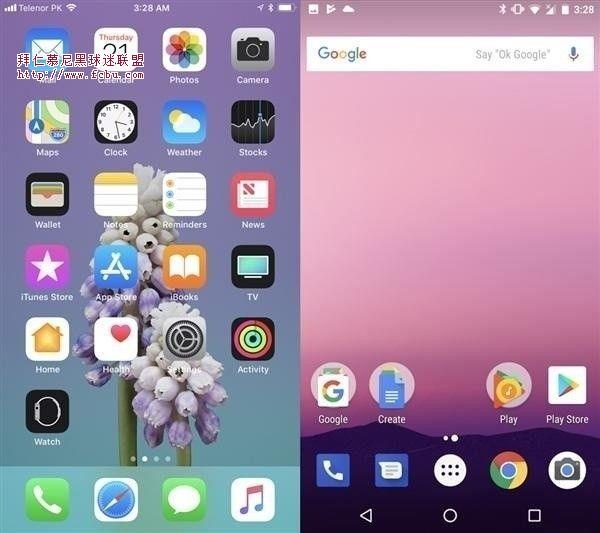 Telenor PK 3:28 AM
拜仁慕尼黑球迷联盟
http://www.fcbu.com
Thursday
21
Mail Calendar Photos Camera
280
Maps Clock Weather Stocks
Wallet Notes Reminders News
iTunes Store App Store iBooks TV
Home Health Settings Activity
Watch
3:28
Google Say "Ok Google"
Google Create Play Play Store